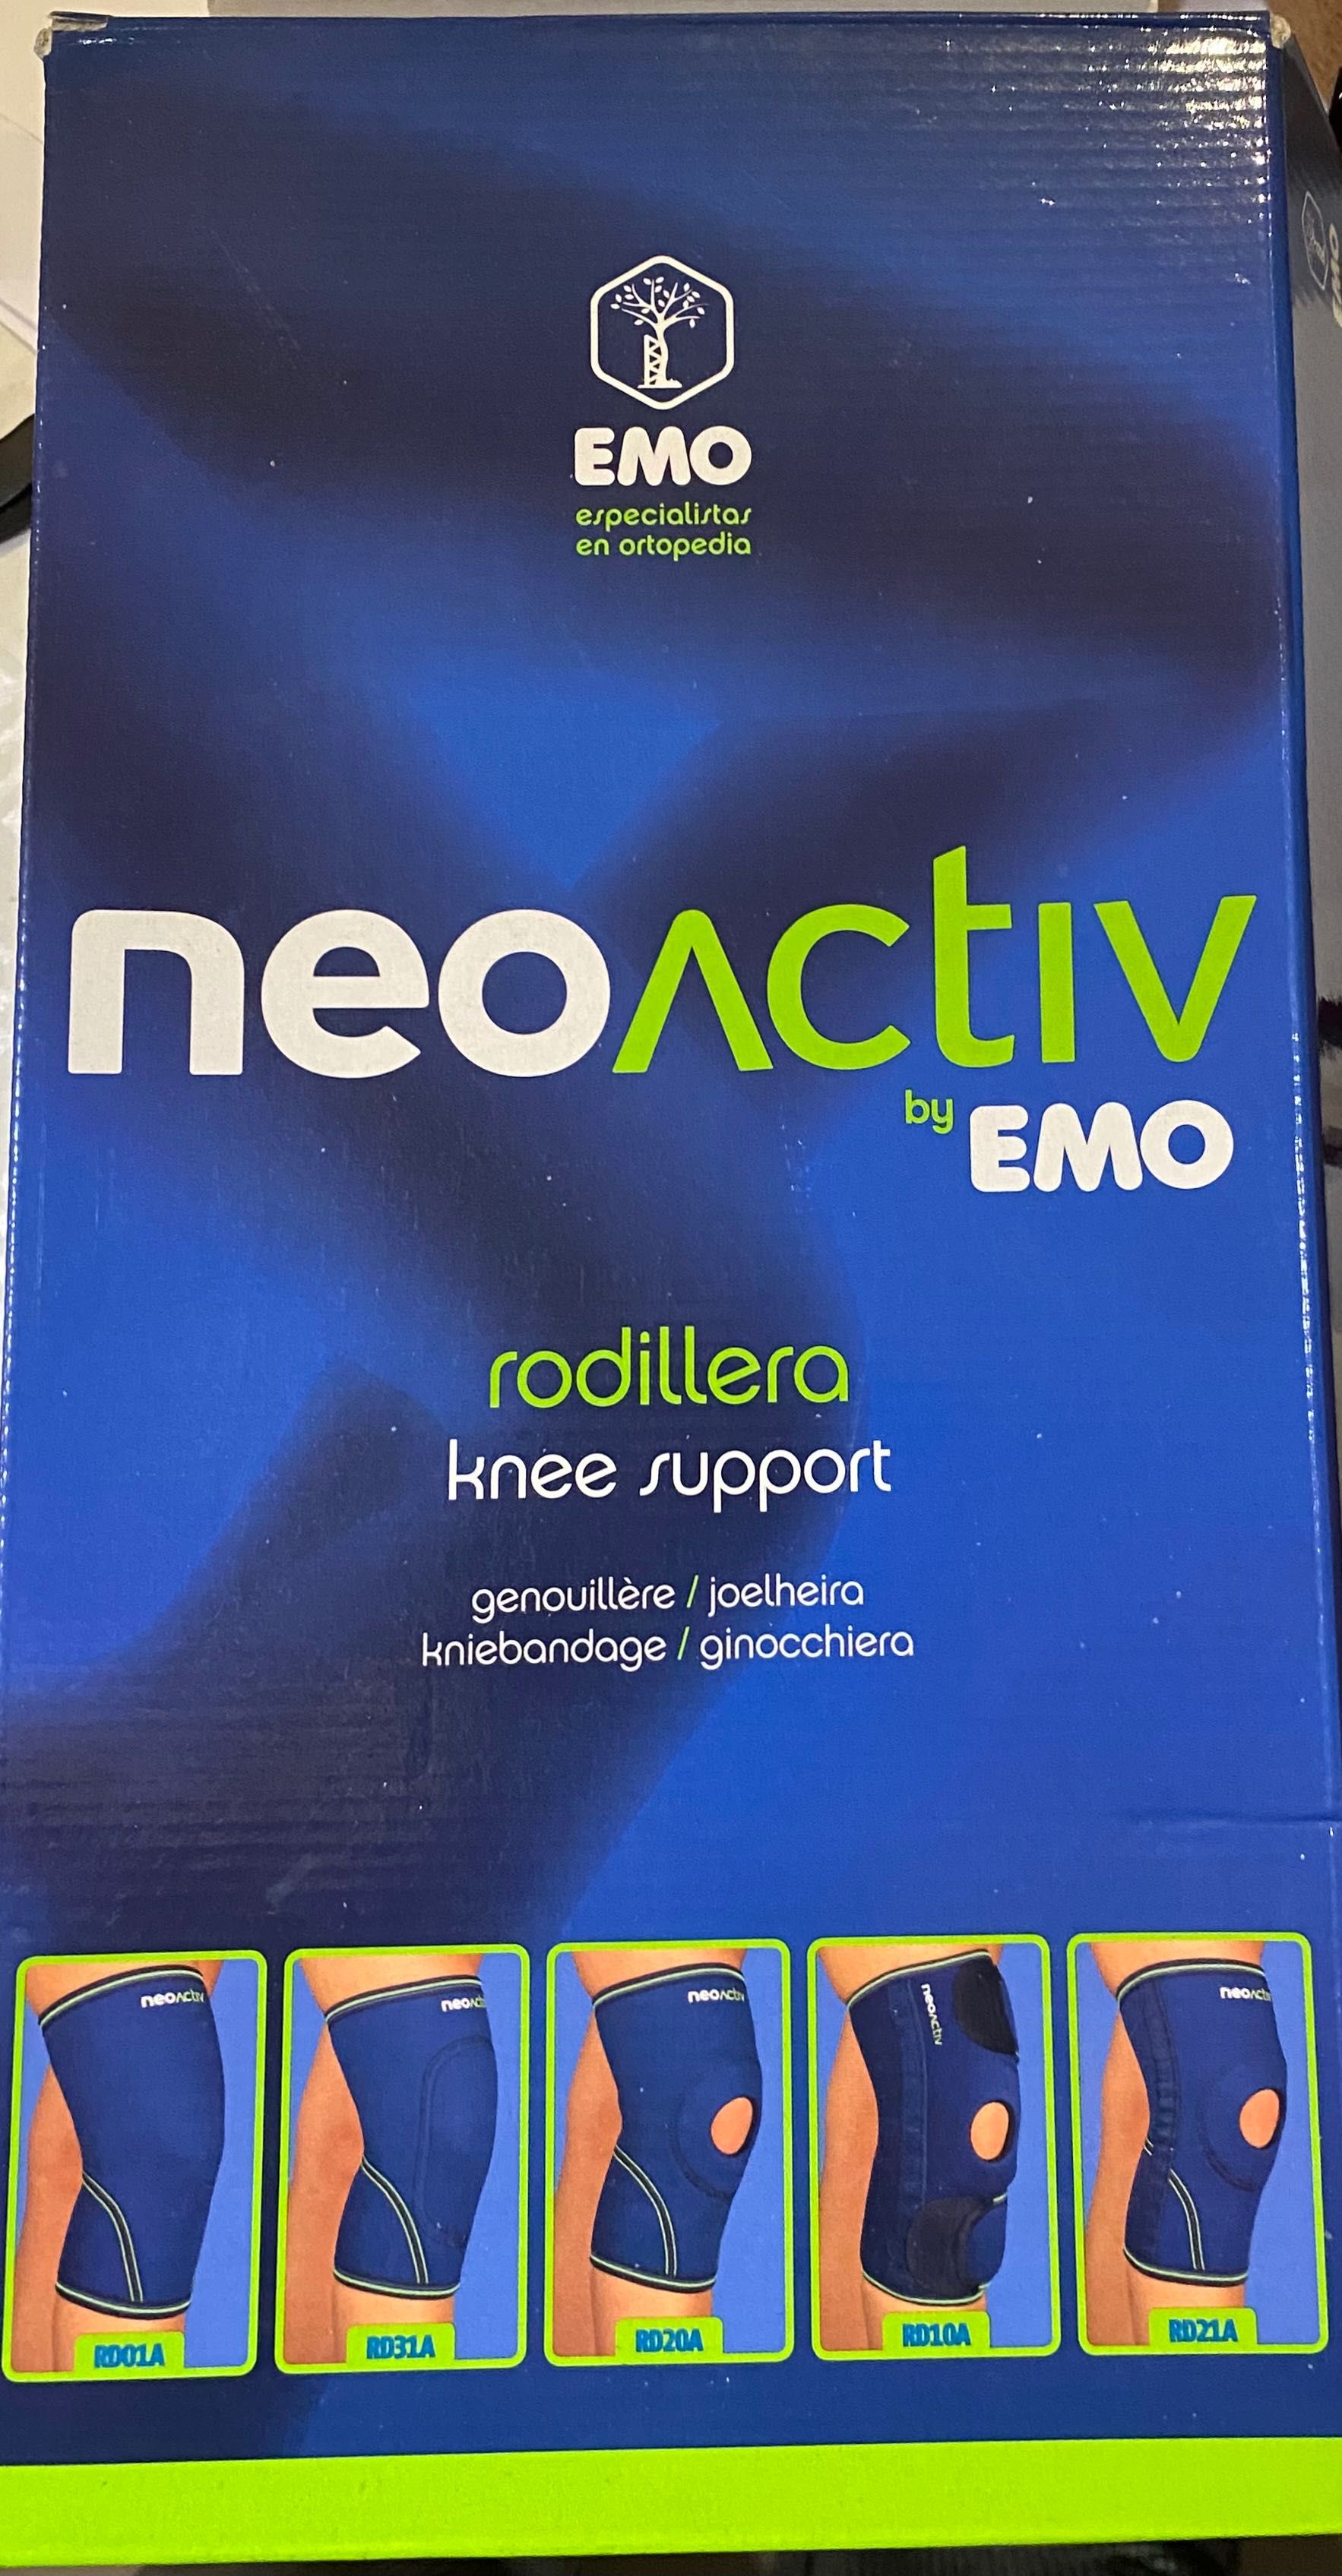 EMO
especialistas
en ortopedia
neoactiv
by EMO
rodillera
knee support
genouillère / joelheira
kniebandage / ginocchiera
neoactiv
neoactiv
neoactiv
neoactiv
neoactiv
RD01A
RD31A
RD20A
RD10A
RD21A